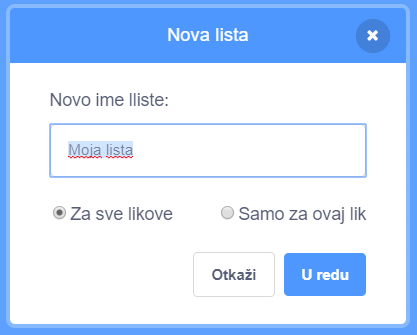 Nova lista
Novo ime lliste:
Moja lista
Za sve likove
Samo za ovaj lik
Otkaži
U redu